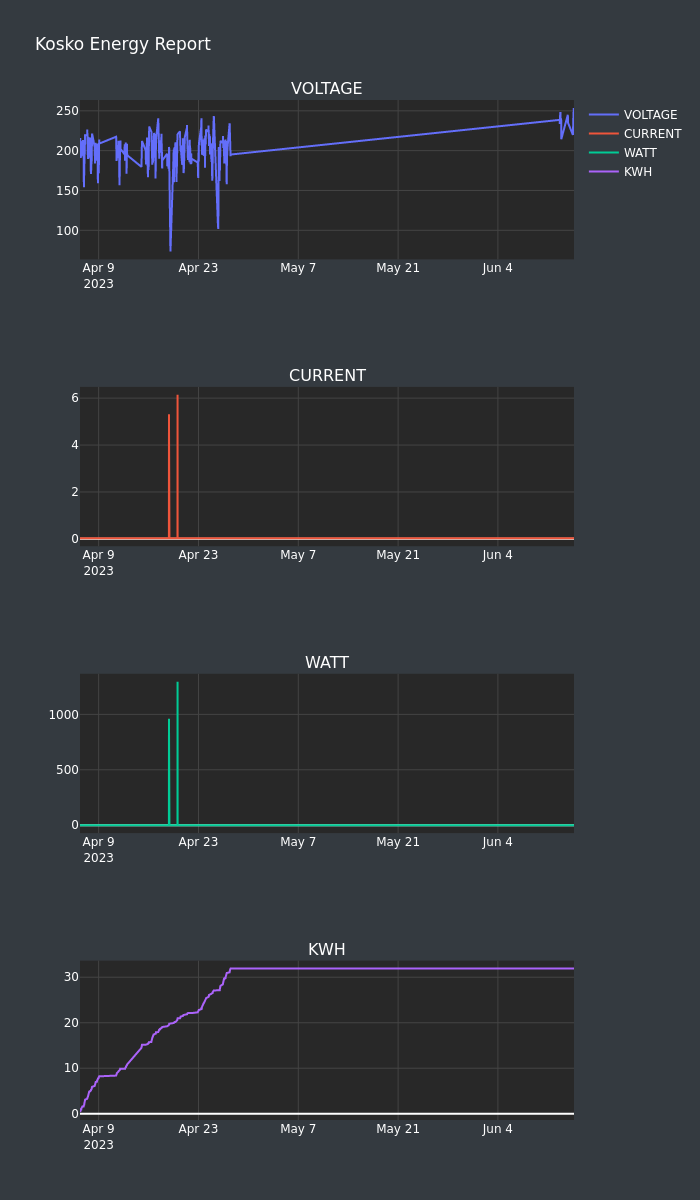 Kosko Energy Report
VOLTAGE
250
200
150
100
Apr 9
2023
Apr 23
May 7
May 21
Jun 4
VOLTAGE
CURRENT
WATT
KWH
CURRENT
6
4
2
0
Apr 9
2023
Apr 23
May 7
May 21
Jun 4
WATT
1000
500
0
Apr 9
2023
Apr 23
May 7
May 21
Jun 4
KWH
30
20
10
0
Apr 9
2023
Apr 23
May 7
May 21
Jun 4